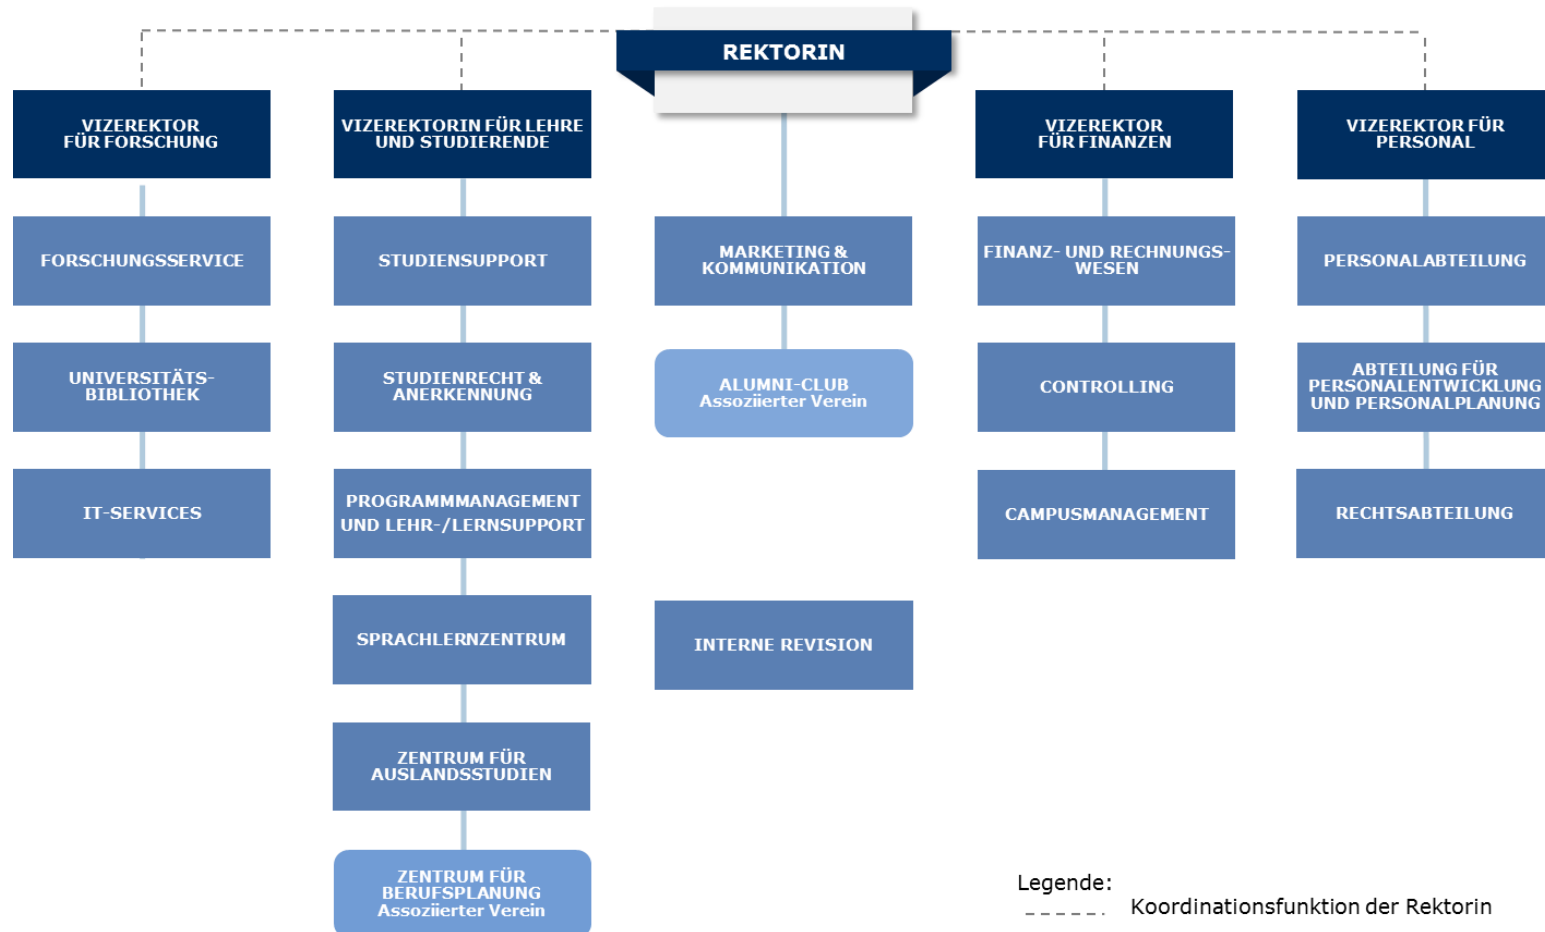 REKTORIN
VIZEREKTOR
FÜR FORSCHUNG
FORSCHUNGSSERVICE
UNIVERSITÄTS-
BIBLIOTHEK
IT-SERVICES
VIZEREKTORIN FÜR LEHRE
UND STUDIERENDE
STUDIENSUPPORT
STUDIENRECHT &
ANERKENNUNG
PROGRAMMMANAGEMENT
UND LEHR-/LERNSUPPORT
SPRACHLERNZENTRUM
ZENTRUM FÜR
AUSLANDSSTUDIEN
ZENTRUM FÜR
BERUFSPLANUNG
Assoziierter Verein
MARKETING &
KOMMUNIKATION
ALUMNI-CLUB
Assoziierter Verein
INTERNE REVISION
VIZEREKTOR
FÜR FINANZEN
FINANZ- UND RECHNUNGS-
WESEN
CONTROLLING
CAMPUSMANAGEMENT
VIZEREKTOR FÜR
PERSONAL
PERSONALABTEILUNG
ABTEILUNG FÜR
PERSONALENTWICKLUNG
UND PERSONALPLANUNG
RECHTSABTEILUNG
Legende:
Koordinationsfunktion der Rektorin